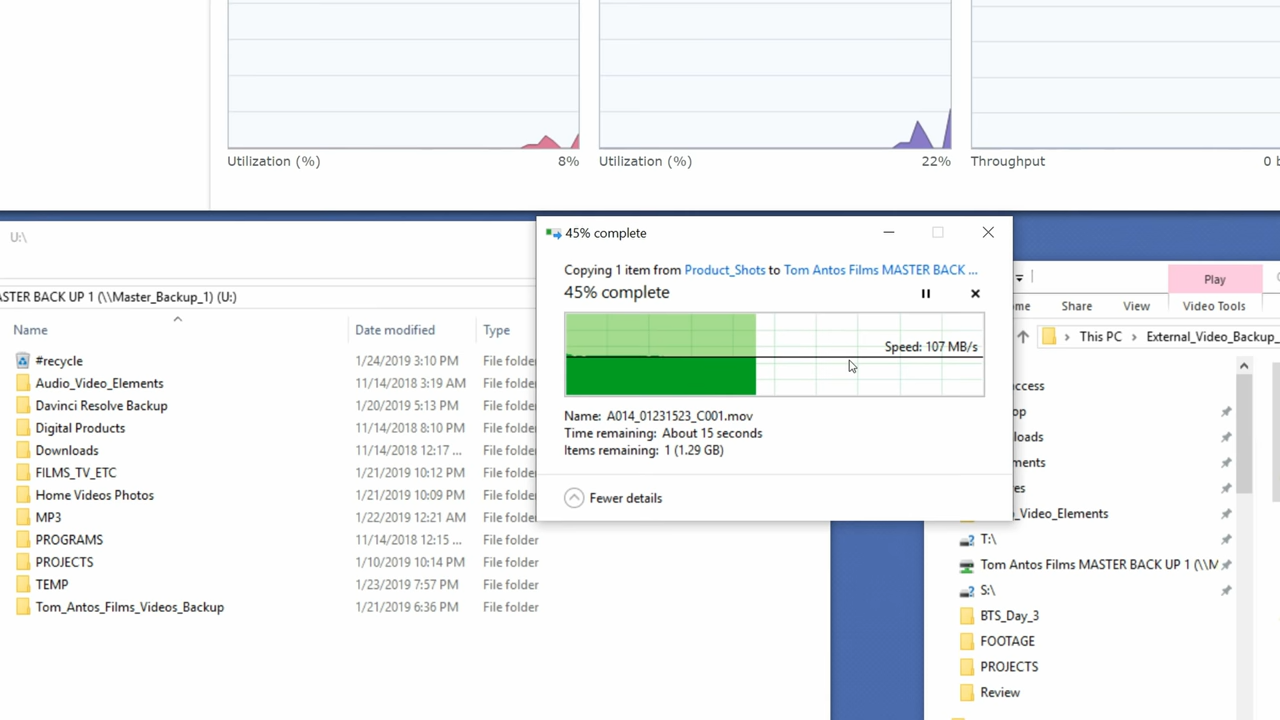 Utilization (%) 8%
Utilization (%) 22%
Throughput 0
U:\
ASTER BACK UP 1 (\\Master_Backup_1) (U:)
Name Date modified Type
#recycle 1/24/2019 3:10 PM File folder
Audio_Video_Elements 11/14/2018 3:19 AM File folder
Davinci Resolve Backup 1/20/2019 5:13 PM File folder
Digital Products 11/14/2018 8:10 PM File folder
Downloads 11/14/2018 12:17 ... File folder
FILMS_TV_ETC 1/21/2019 10:12 PM File folder
Home Videos Photos 1/21/2019 10:09 PM File folde
MP3 1/22/2019 12:21 AM File folder
PROGRAMS 11/14/2018 12:15 ... File folder
PROJECTS 1/10/2019 10:14 PM File folder
TEMP 1/23/2019 7:57 PM File folder
Tom_Antos_Films_Videos_Backup 1/21/2019 6:36 PM File folder
45% complete
Copying 1 item from Product_Shots to Tom Antos Films MASTER BACK ...
45% complete
Speed: 107 MB/s
Name: A014_01231523_C001.mov
Time remaining: About 15 seconds
Items remaining: 1 (1.29 GB)
Fewer details
Play
ome Share View Video Tools
This PC External_Video_Backup_
ccess
op
loads
ments
es
_Video_Elements
T:\
Tom Antos Films MASTER BACK UP 1 (\\M
S:\
BTS_Day_3
FOOTAGE
PROJECTS
Review